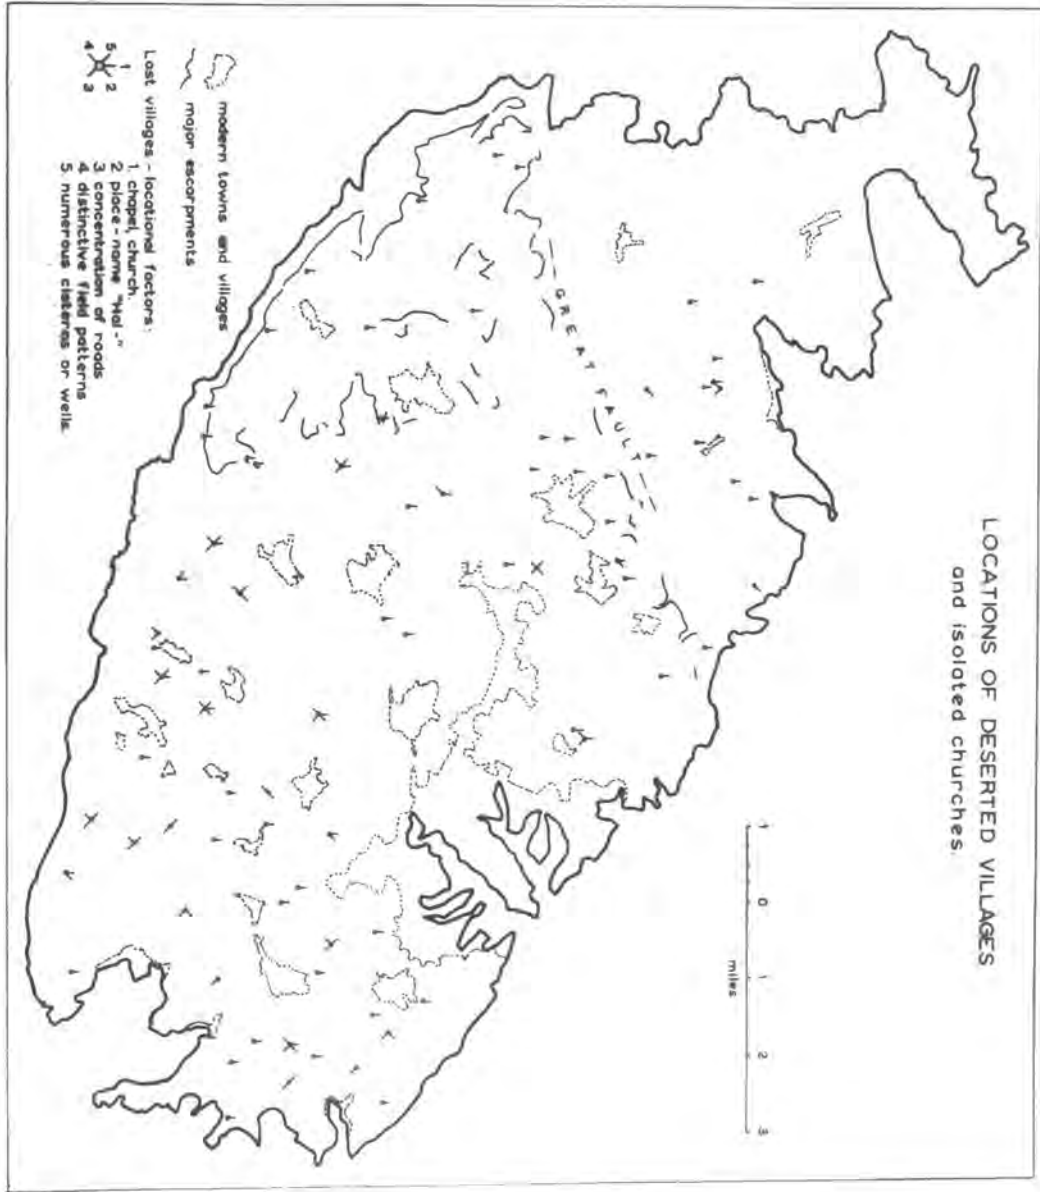 LOCATIONS OF DESERTED VILLAGES
and isolated churches.
1 0 1 2 3
miles
GREAT FAULT
modern towns and villages
major escarpments
Lost villages - locational factors.
1. chapel, church.
2 place-name "Hal-"
3 concentration of roads
4 distinctive field patterns
5. numerous cisterns or wells.
1
5 2
4 3